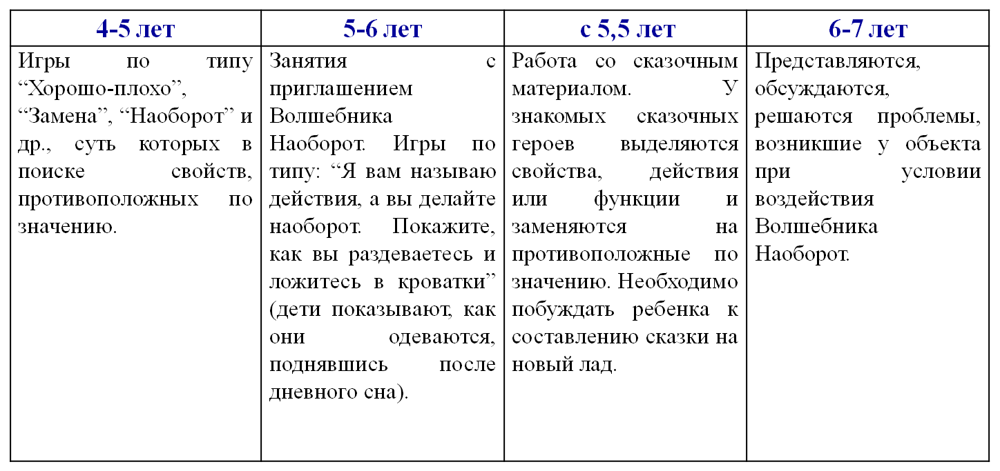 4-5 лет
Игры по типу
“Хорошо-плохо”,
“Замена”, “Наоборот” и
др., суть которых в
поиске свойств,
противоположных по
значению.
5-6 лет
Занятия с
приглашением
Волшебника
Наоборот. Игры по
типу: “Я вам называю
действия, а вы делайте
наоборот. Покажите,
как вы раздеваетесь и
ложитесь в кроватки”
(дети показывают, как
они одеваются,
поднявшись после
дневного сна).
с 5,5 лет
Работа со сказочным
материалом. У
знакомых сказочных
героев выделяются
свойства, действия
или функции и
заменяются на
противоположные по
значению. Необходимо
побуждать ребенка к
составлению сказки на
новый лад.
6-7 лет
Представляются,
обсуждаются,
решаются проблемы,
возникшие у объекта
при условии
воздействия
Волшебника
Наоборот.